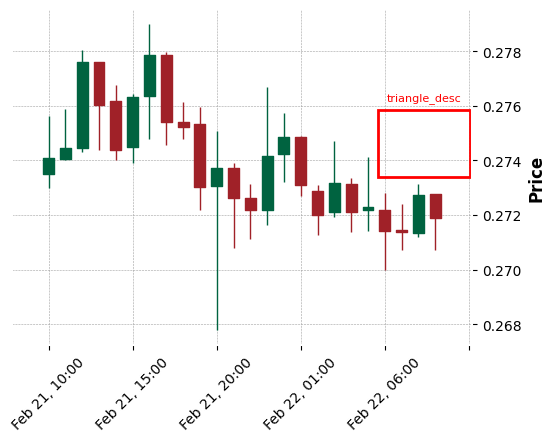 0.278
0.276
triangle_desc
0.274
0.272
0.270
0.268
Price
Feb 21, 10:00
Feb 21, 15:00
Feb 21, 20:00
Feb 22, 01:00
Feb 22, 06:00